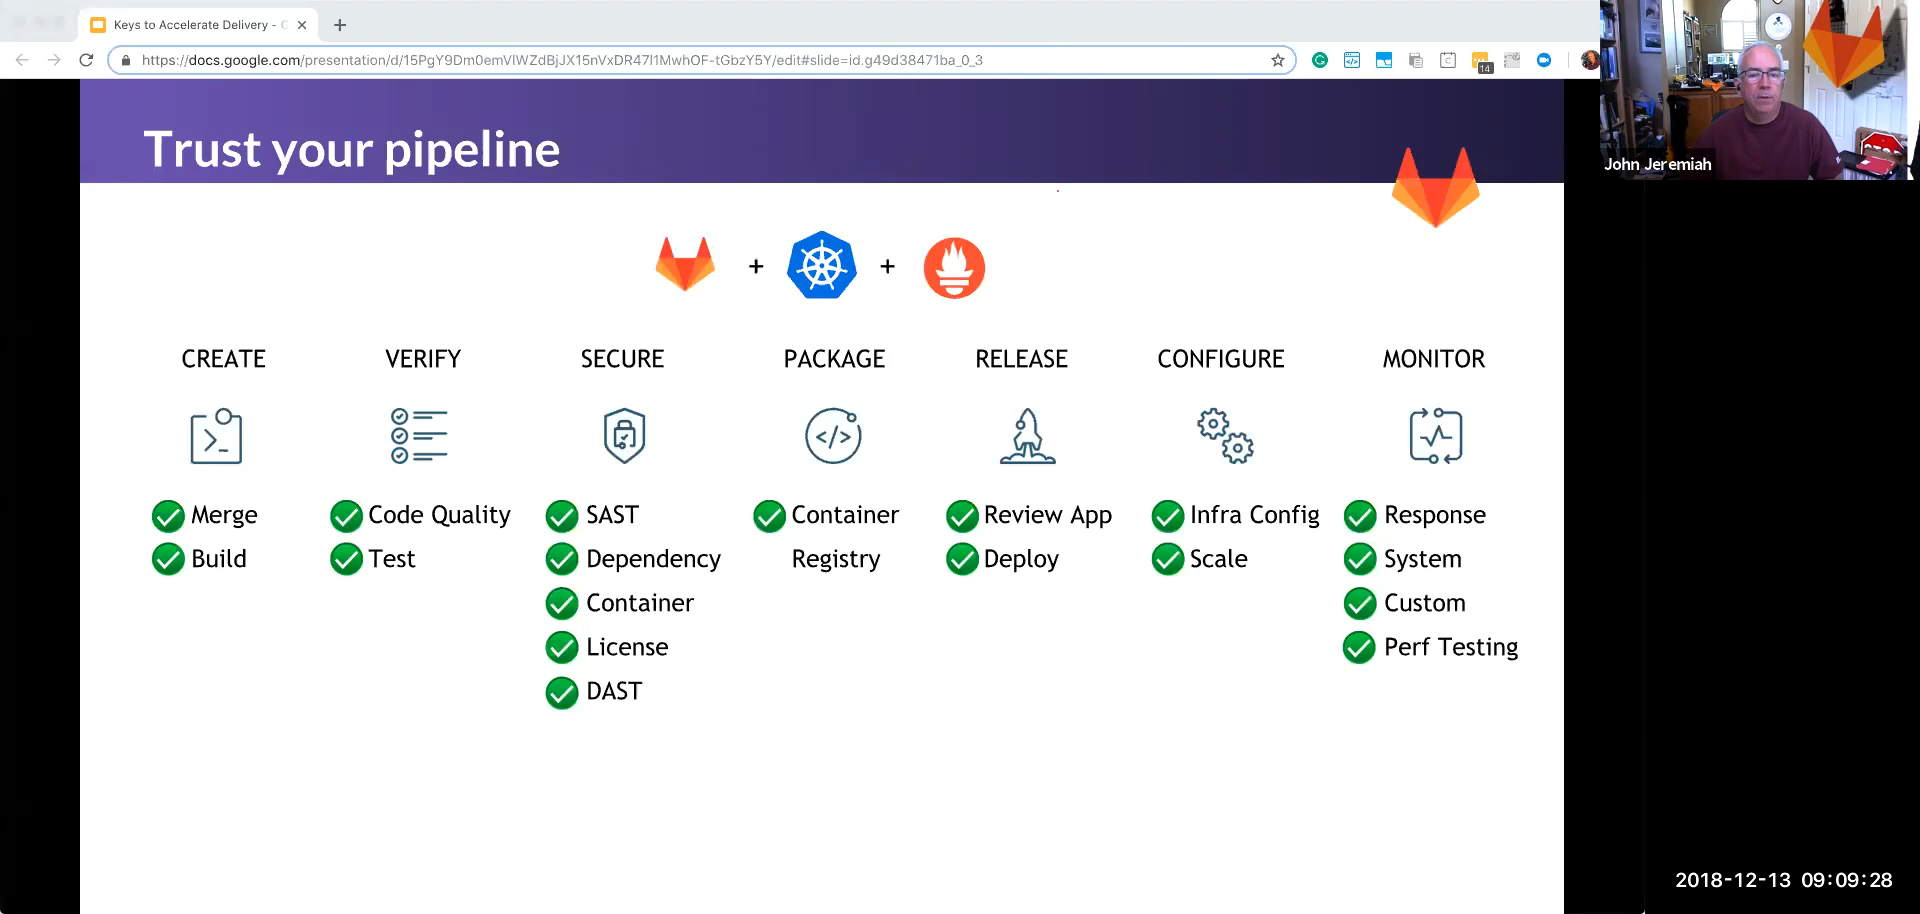 Keys to Accelerate Delivery -
https://docs.google.com/presentation/d/15PgY9Dm0emVIWZdBjJX15nVxDR47I1MwhOF-tGbzY5Y/edit#slide=id.g49d38471ba_0_3
14
John Jeremiah
Trust your pipeline
+ +
CREATE
Merge
Build
VERIFY
Code Quality
Test
SECURE
SAST
Dependency
Container
License
DAST
PACKAGE
</>
Container
Registry
RELEASE
Review App
Deploy
CONFIGURE
Infra Config
Scale
MONITOR
Response
System
Custom
Perf Testing
2018-12-13 09:09:28